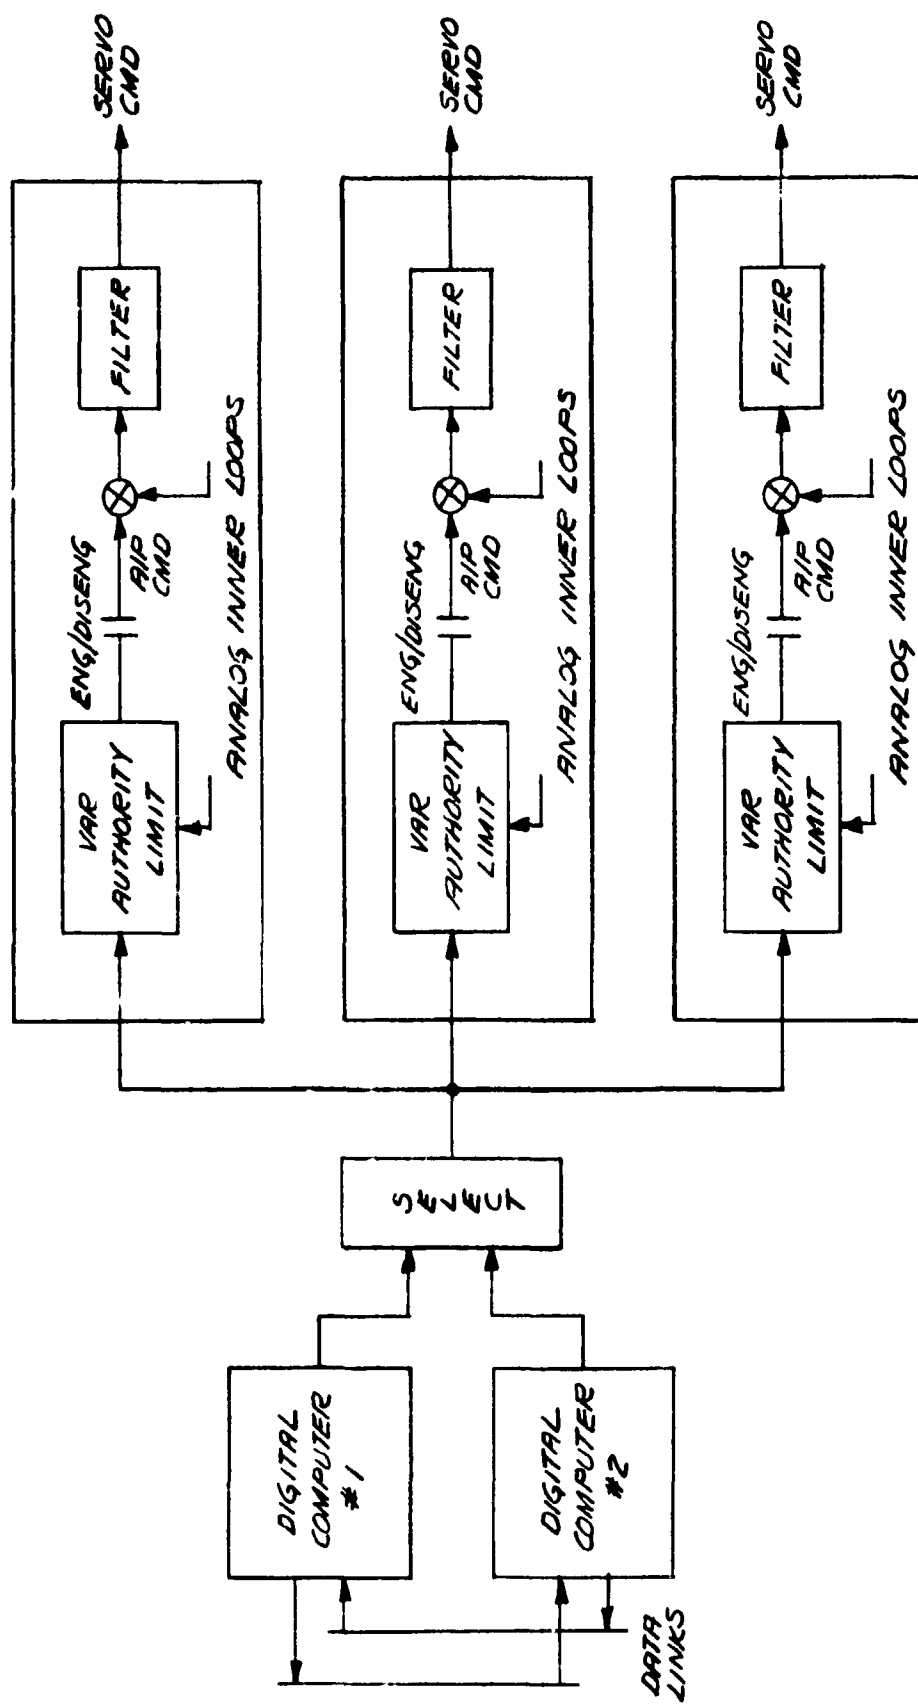 DIGITAL
COMPUTER
#1
DIGITAL
COMPUTER
#2
DATA
LINKS
SELECT
VAR
AUTHORITY
LIMIT
ENG/DISENG
A/P
CMD
FILTER
ANALOG INNER LOOPS
SERVO
CMD
VAR
AUTHORITY
LIMIT
ENG/DISENG
A/P
CMD
FILTER
ANALOG INNER LOOPS
SERVO
CMD
VAR
AUTHORITY
LIMIT
ENG/DISENG
A/P
CMD
FILTER
ANALOG INNER LOOPS
SERVO
CMD